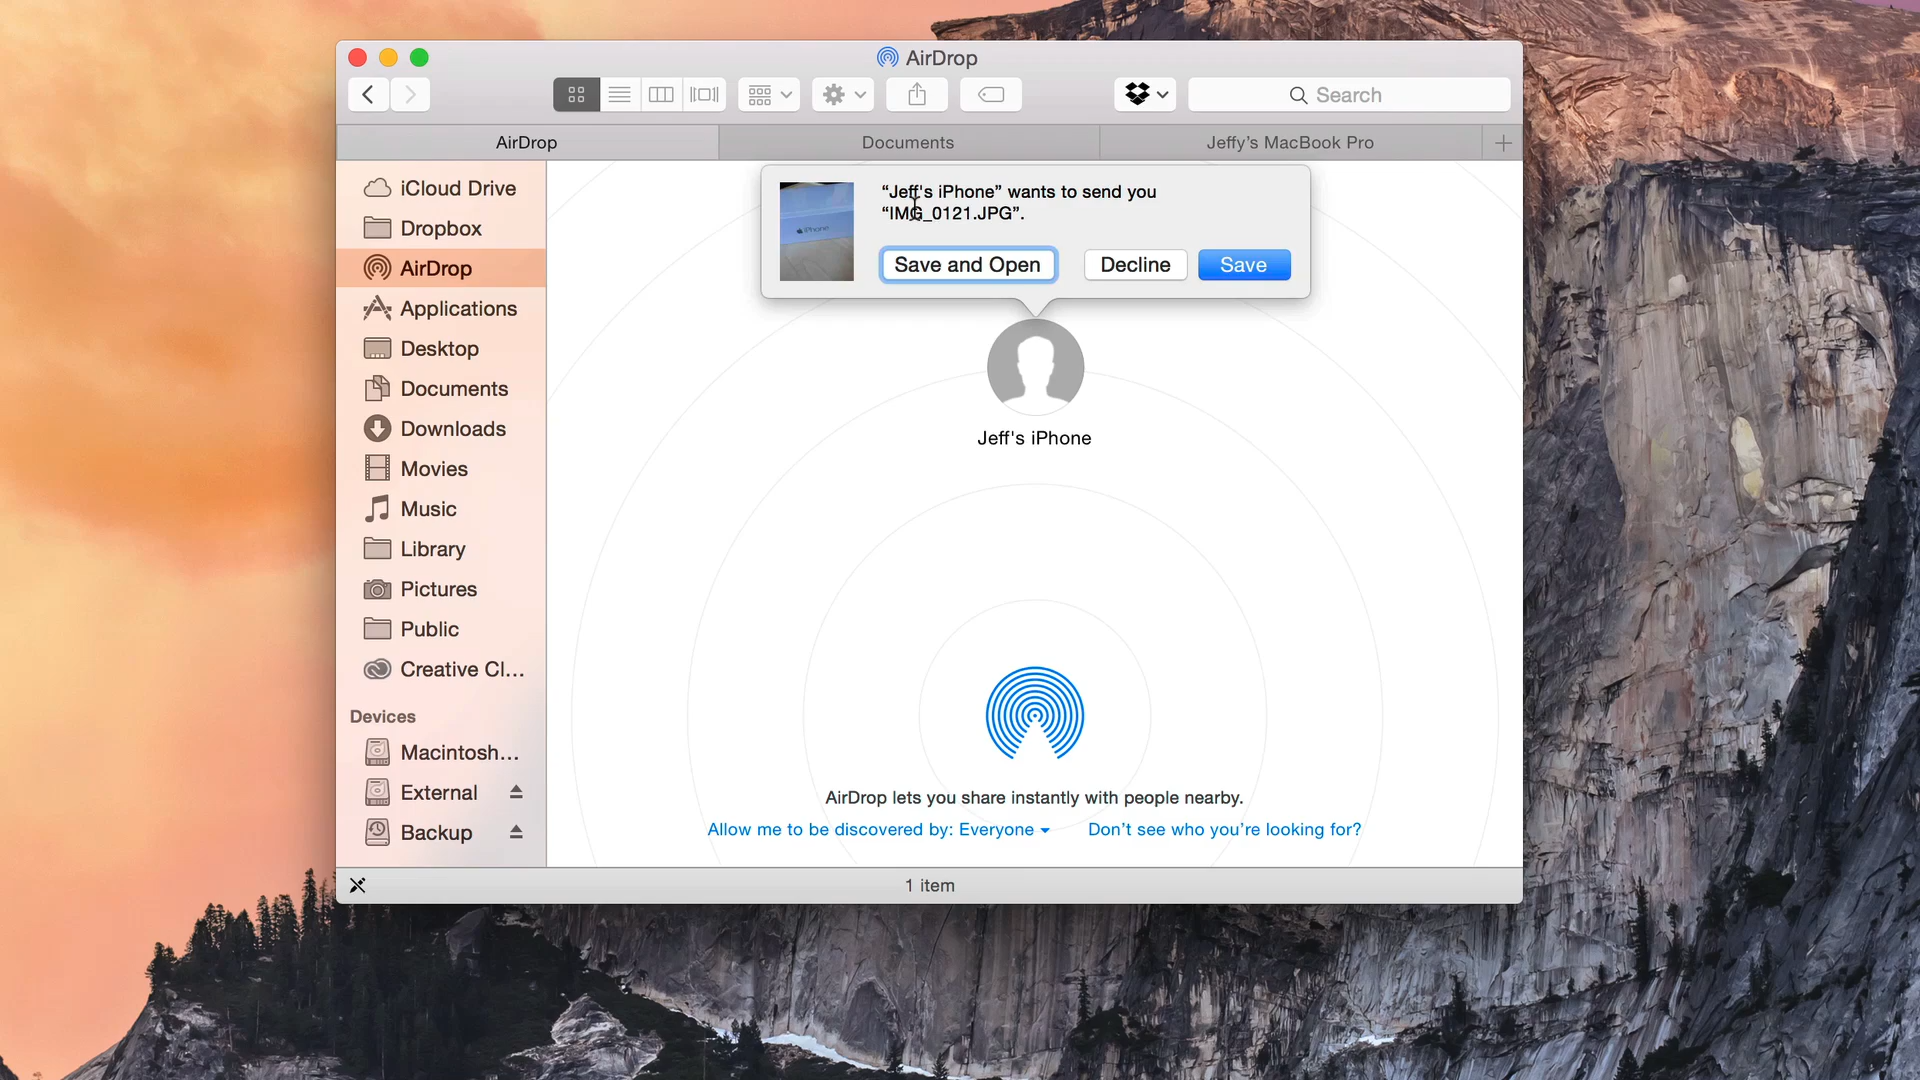 AirDrop
Search
AirDrop
Documents
Jeffy’s MacBook Pro
iCloud Drive
Dropbox
AirDrop
Applications
Desktop
Documents
Downloads
Movies
Music
Library
Pictures
Public
Creative Cl...
Devices
Macintosh...
External
Backup
“Jeff's iPhone” wants to send you
“IMG_0121.JPG”.
iPhone
Save and Open
Decline
Save
Jeff's iPhone
AirDrop lets you share instantly with people nearby.
Allow me to be discovered by: Everyone
Don’t see who you’re looking for?
1 item